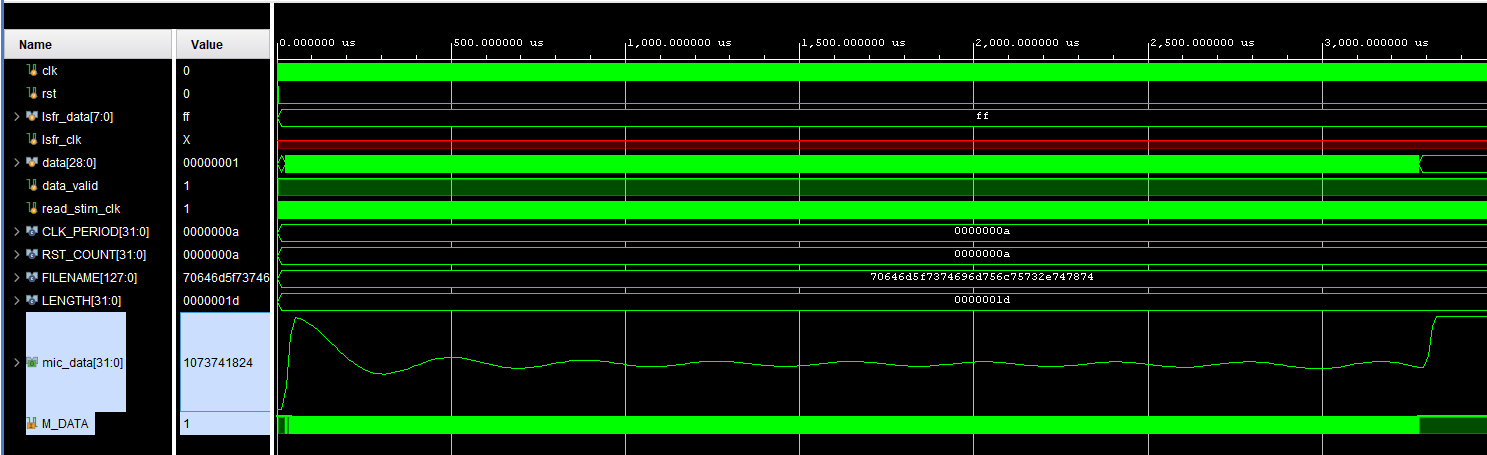 Name Value
0.000000 us 500.000000 us 1,000.000000 us 1,500.000000 us 2,000.000000 us 2,500.000000 us 3,000.000000 us
clk 0
rst 0
lsfr_data[7:0] ff ff
lsfr_clk X
data[28:0] 00000001
data_valid 1
read_stim_clk 1
CLK_PERIOD[31:0] 0000000a 0000000a
RST_COUNT[31:0] 0000000a 0000000a
FILENAME[127:0] 70646d5f73746 70646d5f7374696d756c75732e747874
LENGTH[31:0] 0000001d 0000001d
mic_data[31:0] 1073741824
M_DATA 1